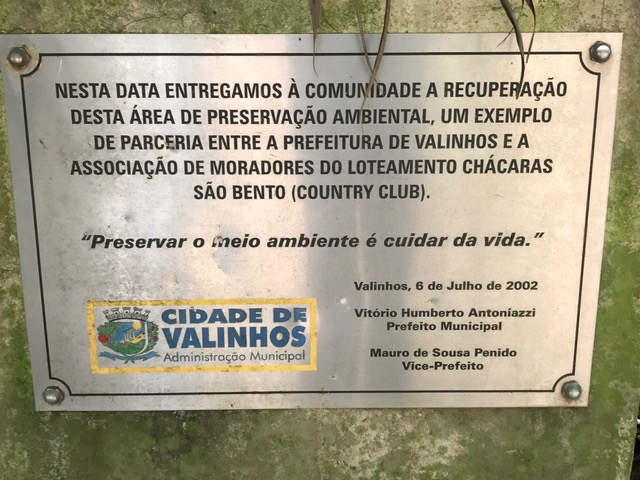 NESTA DATA ENTREGAMOS À COMUNIDADE A RECUPERAÇÃO
DESTA ÁREA DE PRESERVAÇÃO AMBIENTAL, UM EXEMPLO
DE PARCERIA ENTRE A PREFEITURA DE VALINHOS E A
ASSOCIAÇÃO DE MORADORES DO LOTEAMENTO CHÁCARAS
SÃO BENTO (COUNTRY CLUB).
“Preservar o meio ambiente é cuidar da vida.”
Valinhos, 6 de Julho de 2002
Vitório Humberto Antoniazzi
Prefeito Municipal
Mauro de Sousa Penido
Vice-Prefeito
CIDADE DE
VALINHOS
Administração Municipal